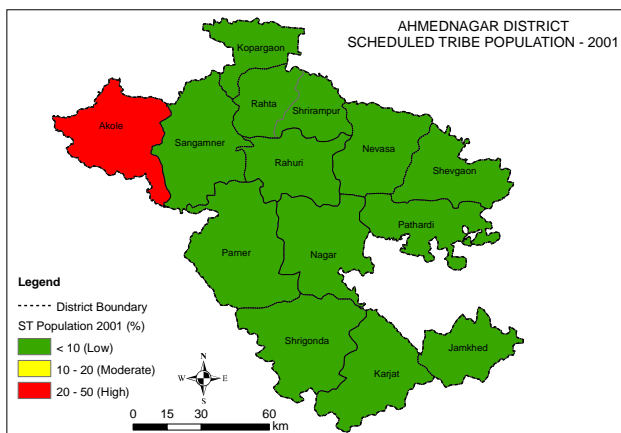 AHMEDNAGAR DISTRICT
SCHEDULED TRIBE POPULATION - 2001
Kopargaon
Rahta
Shrirampur
Akole
Sangamner
Nevasa
Rahuri
Shevgaon
Pathardi
Parner
Nagar
Shrigonda
Karjat
Jamkhed
Legend
District Boundary
ST Population 2001 (%)
< 10 (Low)
10 - 20 (Moderate)
20 - 50 (High)
N
W E
S
0 15 30 60
km